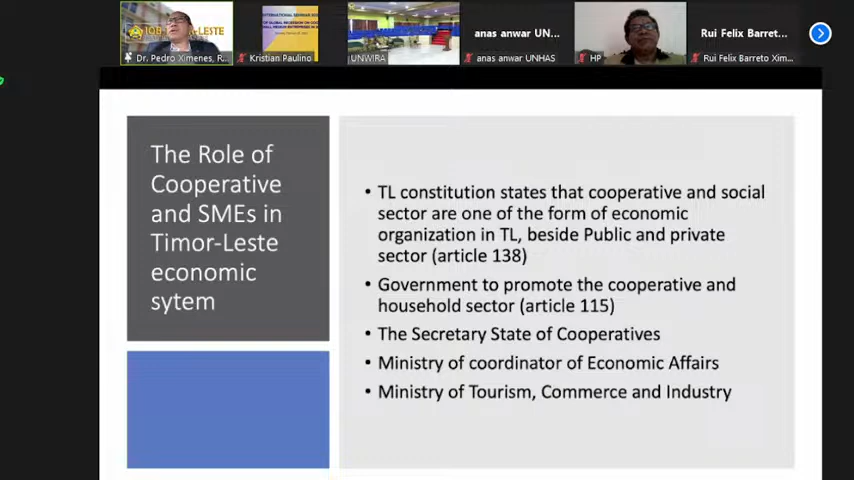 Dr. Pedro Ximenes, R...
INTERNATIONAL SEMINAR
Kristian Paulino
UNWIRA
anas anwar UN...
anas anwar UNHAS
HP
Rui Felix Barreto...
Rui Felix Barreto Xim...
The Role of
Cooperative
and SMEs in
Timor-Leste
economic
sytem
• TL constitution states that cooperative and social
sector are one of the form of economic
organization in TL, beside Public and private
sector (article 138)
• Government to promote the cooperative and
household sector (article 115)
• The Secretary State of Cooperatives
• Ministry of coordinator of Economic Affairs
• Ministry of Tourism, Commerce and Industry